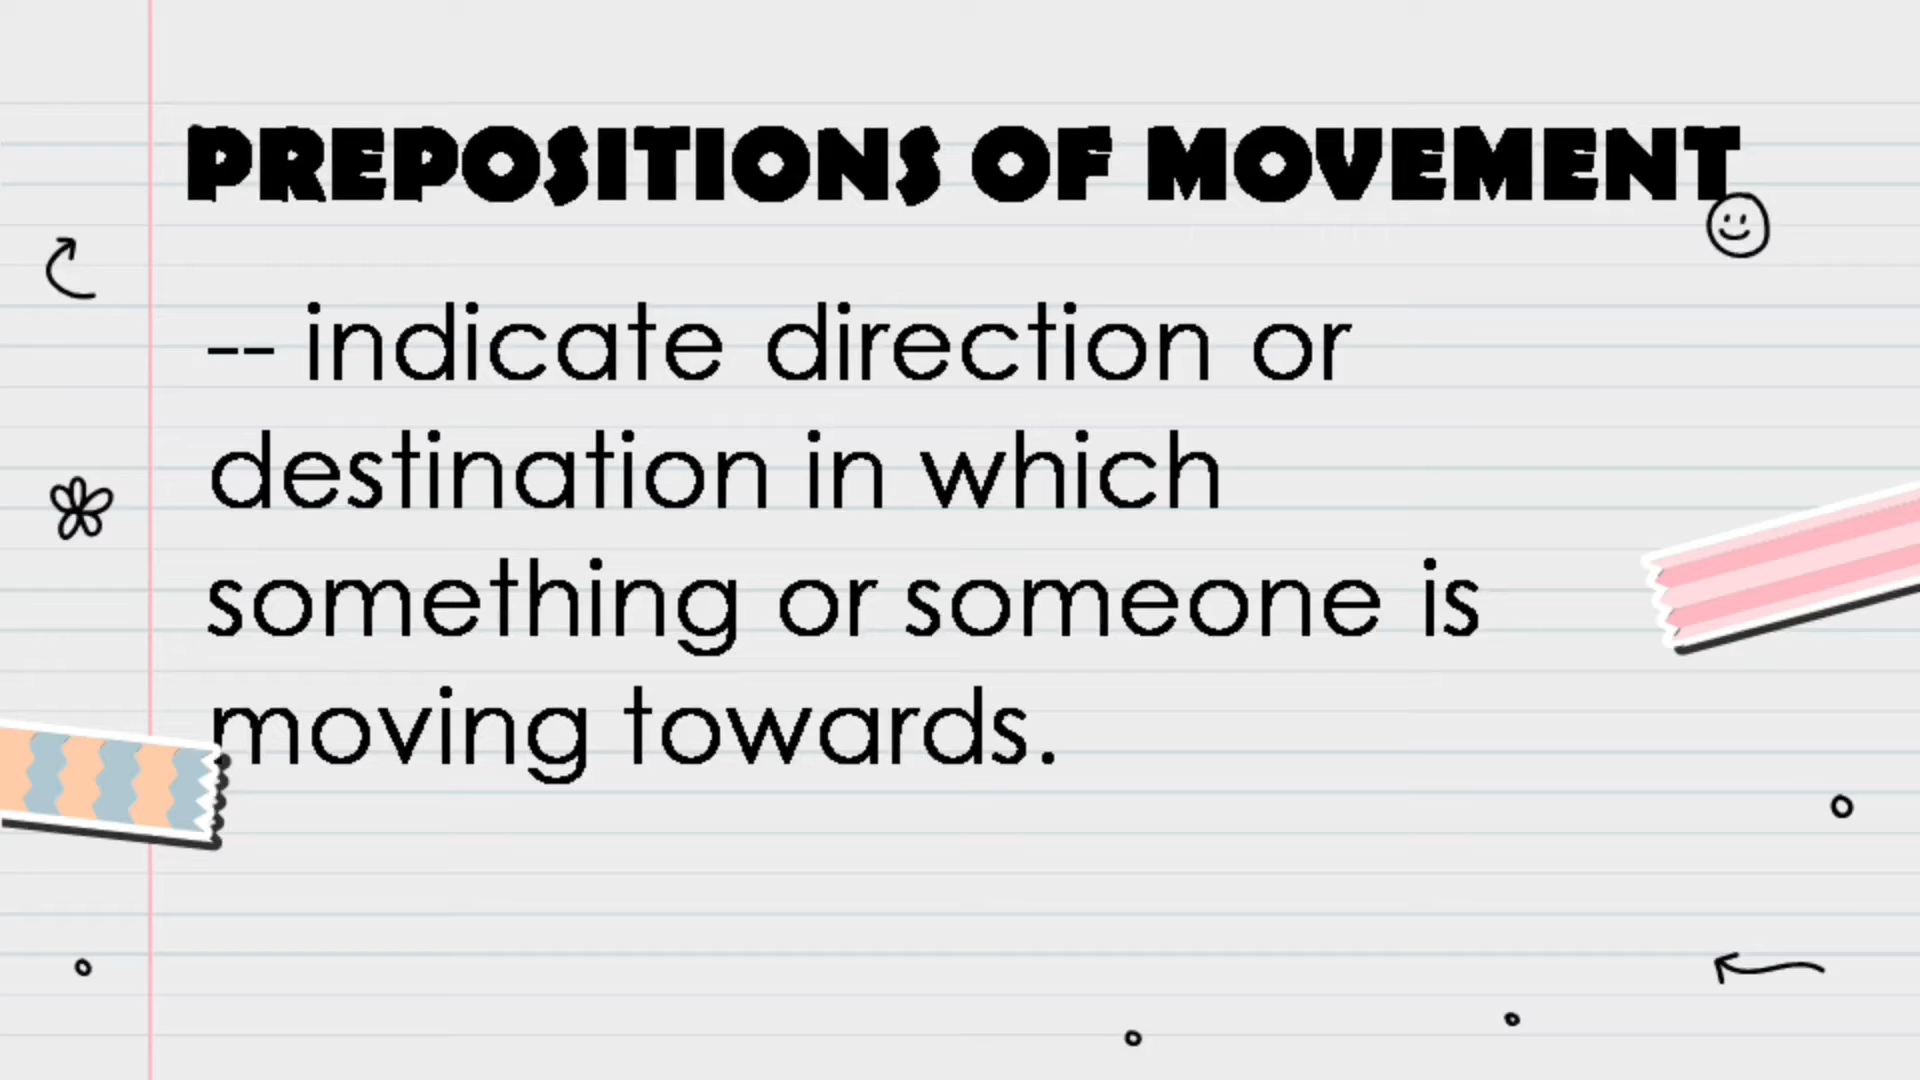 PREPOSITIONS OF MOVEMENT
-- indicate direction or
destination in which
something or someone is
moving towards.